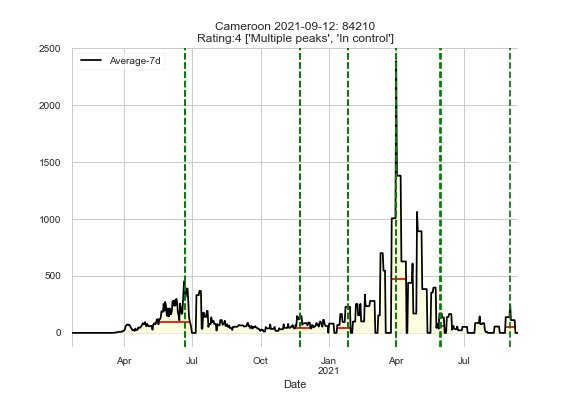 Cameroon 2021-09-12: 84210
Rating:4 ['Multiple peaks', 'In control']
Average-7d
2500
2000
1500
1000
500
0
Apr Jul Oct Jan Apr Jul
2021
Date